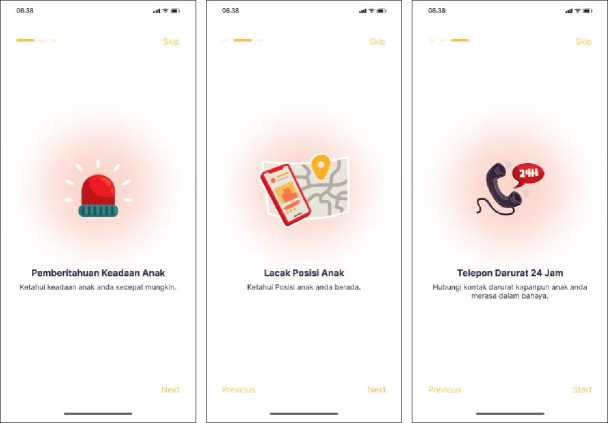 08.38
Skip
Pemberitahuan Keadaan Anak
Ketahui keadaan anak anda secepat mungkin.
Next
08.38
Skip
Lacak Posisi Anak
Ketahui Posisi anak anda berada.
Previous
Next
08.38
Skip
24H
Telepon Darurat 24 Jam
Hubungi kontak darurat kapanpun anak anda
merasa dalam bahaya.
Previous
Start